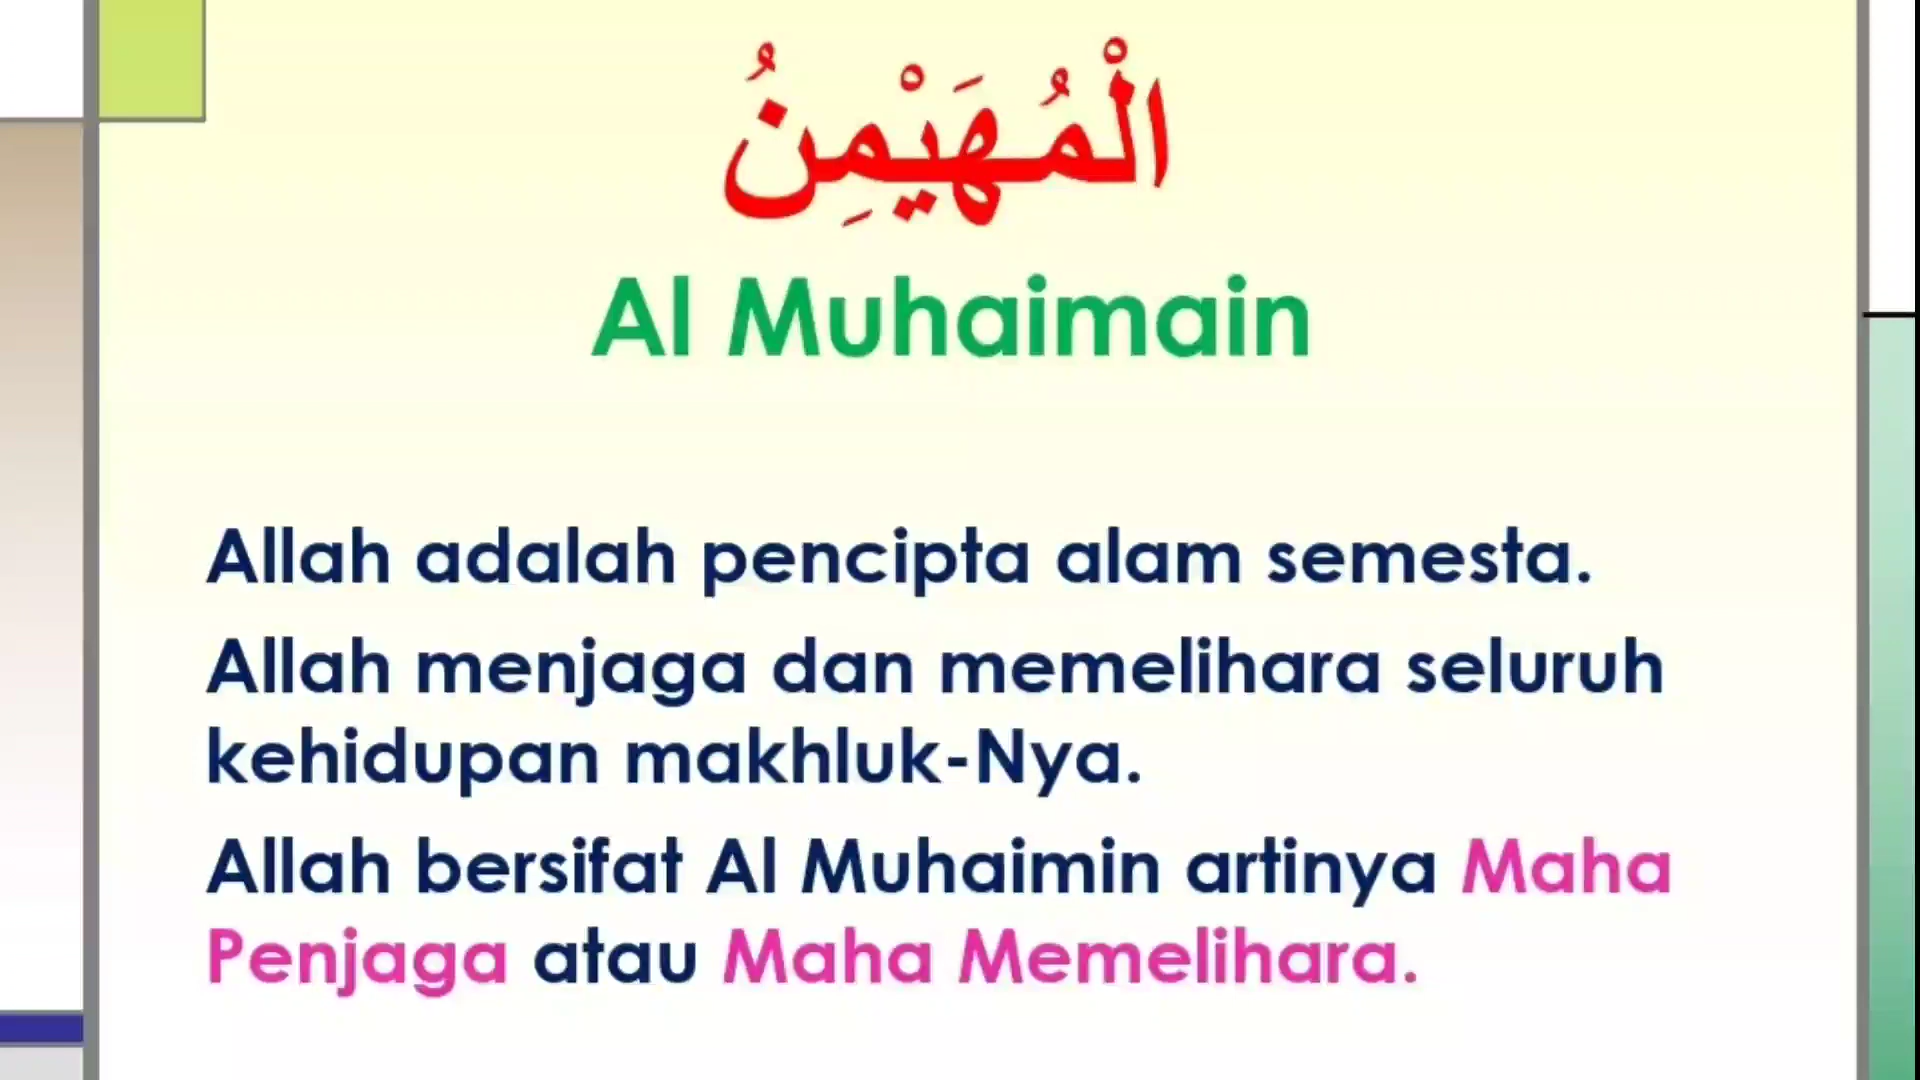 الْمُهَيْمِنُ
Al Muhaimain
Allah adalah pencipta alam semesta.
Allah menjaga dan memelihara seluruh
kehidupan makhluk-Nya.
Allah bersifat Al Muhaimin artinya Maha
Penjaga atau Maha Memelihara.